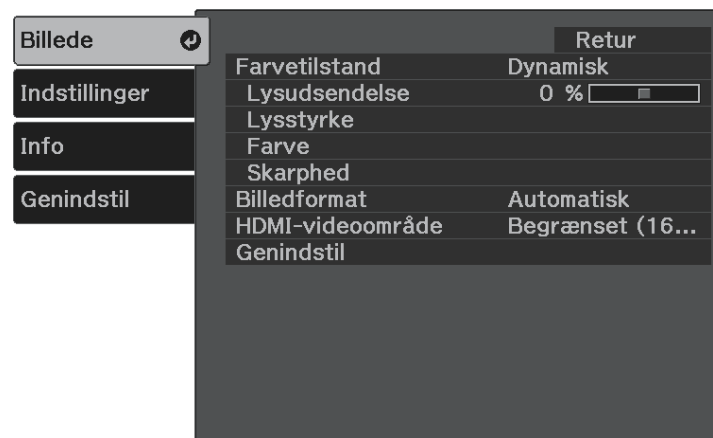 Billede
Indstillinger
Info
Genindstil
Retur
Farvetilstand Dynamisk
Lysudsendelse 0 %
Lysstyrke
Farve
Skarphed
Billedformat Automatisk
HDMI-videoområde Begrænset (16...
Genindstil